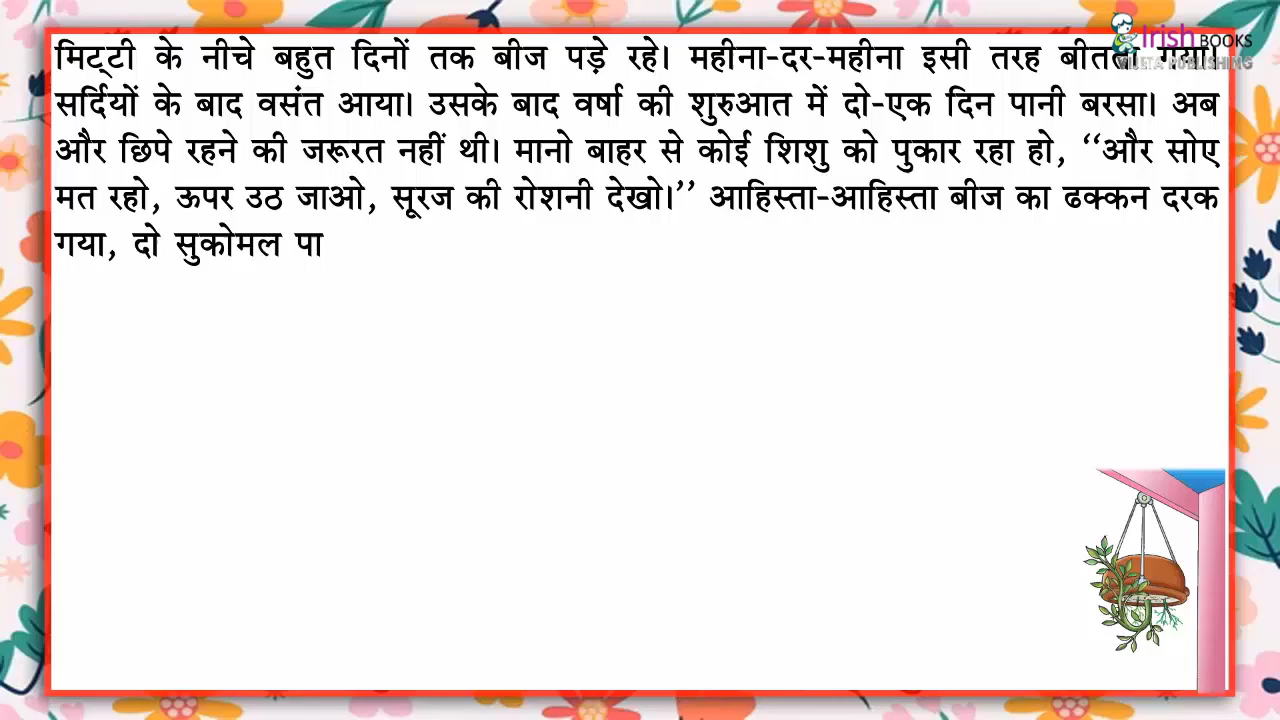 मिट्टी के नीचे बहुत दिनों तक बीज पड़े रहे। महीना-दर-महीना इसी तरह बीतता गया।
सर्दियों के बाद वसंत आया। उसके बाद वर्षा की शुरुआत में दो-एक दिन पानी बरसा। अब
और छिपे रहने की जरूरत नहीं थी। मानो बाहर से कोई शिशु को पुकार रहा हो, ‘‘और सोए
मत रहो, ऊपर उठ जाओ, सूरज की रोशनी देखो।’’ आहिस्ता-आहिस्ता बीज का ढक्कन दरक
गया, दो सुकोमल पा
Irish BOOKS
VIJETA PUBLISHING